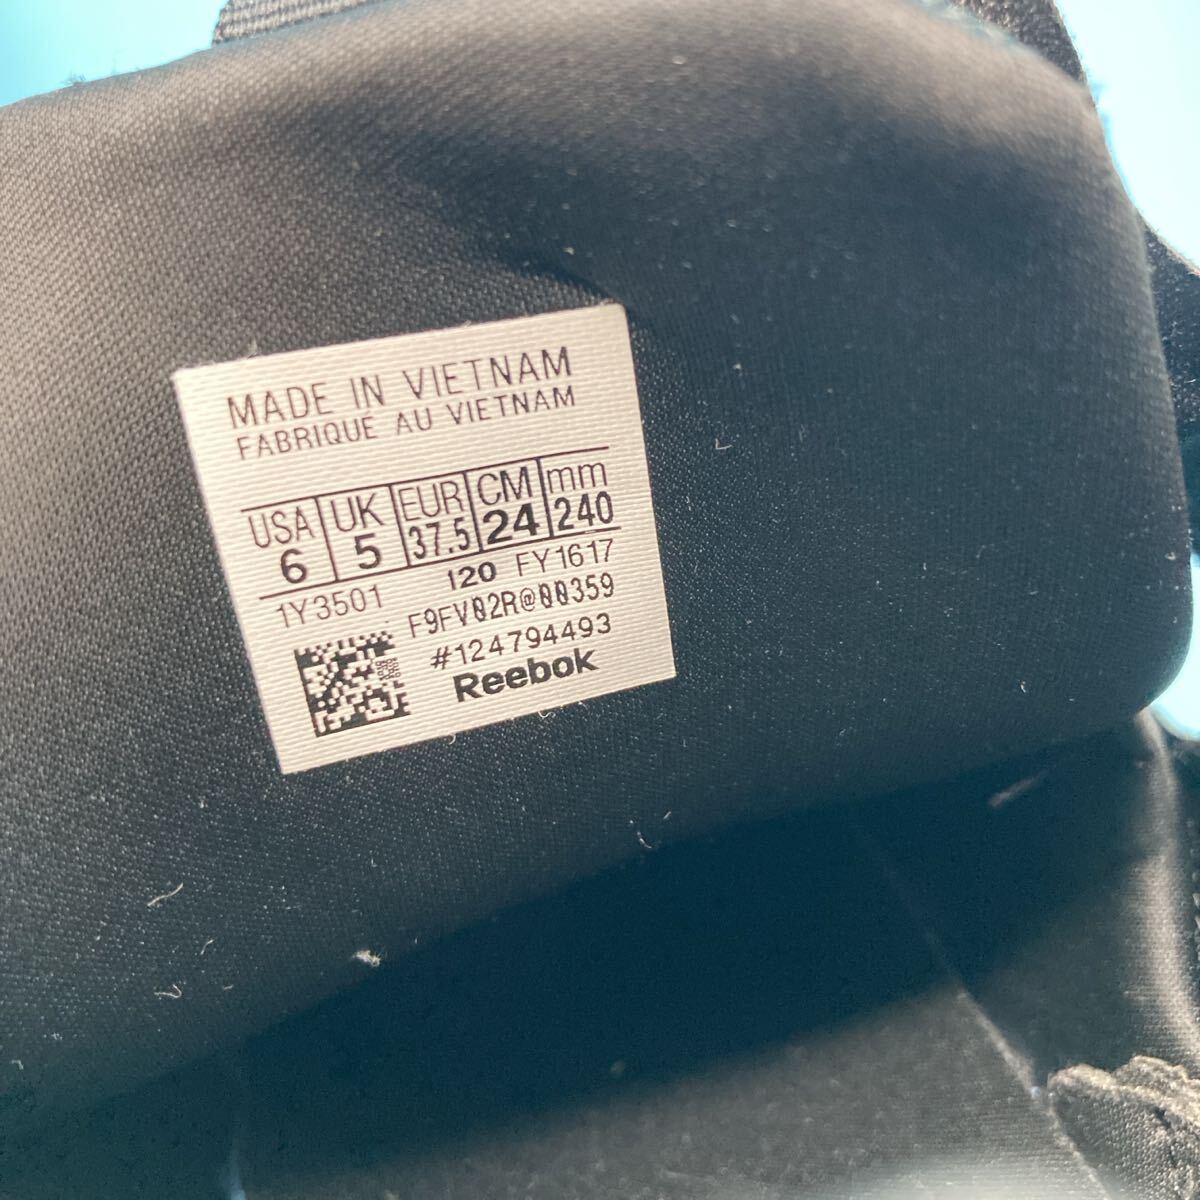 MADE IN VIETNAM
FABRIQUE AU VIETNAM
USA UK EUR CM mm
6 5 37.5 24 240
1Y3501 120 FY1617
F9FV02R@00359
#124794493
Reebok